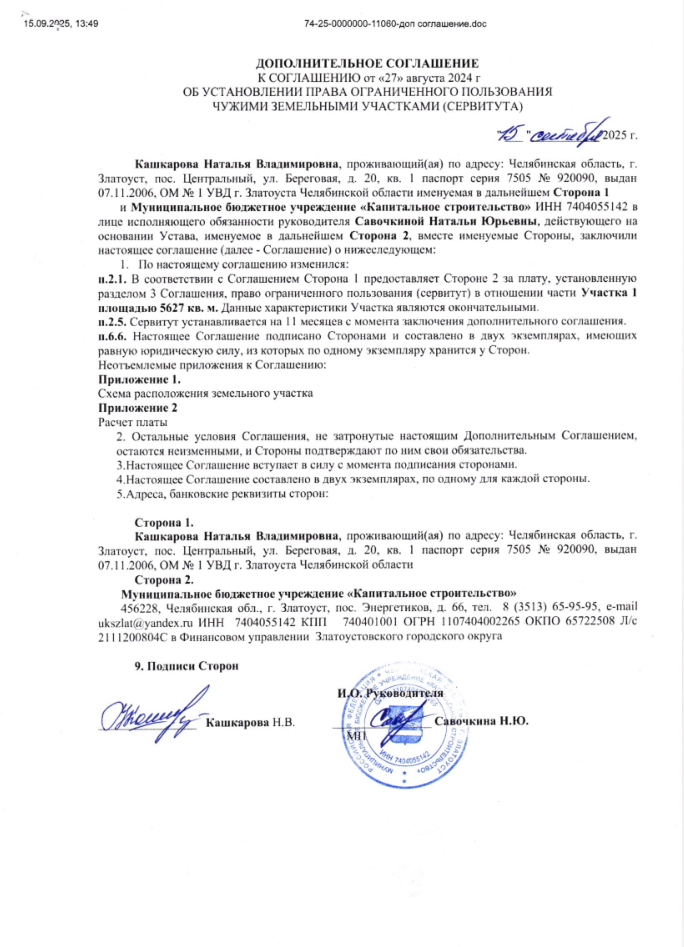 15.09.2025, 13:49
74-25-0000000-11060-доп соглашение.doc
ДОПОЛНИТЕЛЬНОЕ СОГЛАШЕНИЕ
К СОГЛАШЕНИЮ от «27» августа 2024 г
ОБ УСТАНОВЛЕНИИ ПРАВА ОГРАНИЧЕННОГО ПОЛЬЗОВАНИЯ
ЧУЖИМИ ЗЕМЕЛЬНЫМИ УЧАСТКАМИ (СЕРВИТУТА)
"15 " сентября 2025 г.
Кашкарова Наталья Владимировна, проживающий(ая) по адресу: Челябинская область, г.
Златоуст, пос. Центральный, ул. Береговая, д. 20, кв. 1 паспорт серия 7505 № 920090, выдан
07.11.2006, ОМ № 1 УВД г. Златоуста Челябинской области именуемая в дальнейшем Сторона 1
и Муниципальное бюджетное учреждение «Капитальное строительство» ИНН 7404055142 в
лице исполняющего обязанности руководителя Савочкиной Натальи Юрьевны, действующего на
основании Устава, именуемое в дальнейшем Сторона 2, вместе именуемые Стороны, заключили
настоящее соглашение (далее - Соглашение) о нижеследующем:
1. По настоящему соглашению изменился:
п.2.1. В соответствии с Соглашением Сторона 1 предоставляет Стороне 2 за плату, установленную
разделом 3 Соглашения, право ограниченного пользования (сервитут) в отношении части Участка 1
площадью 5627 кв. м. Данные характеристики Участка являются окончательными.
п.2.5. Сервитут устанавливается на 11 месяцев с момента заключения дополнительного соглашения.
п.6.6. Настоящее Соглашение подписано Сторонами и составлено в двух экземплярах, имеющих
равную юридическую силу, из которых по одному экземпляру хранится у Сторон.
Неотъемлемые приложения к Соглашению:
Приложение 1.
Схема расположения земельного участка
Приложение 2
Расчет платы
2. Остальные условия Соглашения, не затронутые настоящим Дополнительным Соглашением,
остаются неизменными, и Стороны подтверждают по ним свои обязательства.
3.Настоящее Соглашение вступает в силу с момента подписания сторонами.
4.Настоящее Соглашение составлено в двух экземплярах, по одному для каждой стороны.
5.Адреса, банковские реквизиты сторон:
Сторона 1.
Кашкарова Наталья Владимировна, проживающий(ая) по адресу: Челябинская область, г.
Златоуст, пос. Центральный, ул. Береговая, д. 20, кв. 1 паспорт серия 7505 № 920090, выдан
07.11.2006, ОМ № 1 УВД г. Златоуста Челябинской области
Сторона 2.
Муниципальное бюджетное учреждение «Капитальное строительство»
456228, Челябинская обл., г. Златоуст, пос. Энергетиков, д. 66, тел. 8 (3513) 65-95-95, e-mail
ukszlat@yandex.ru ИНН 7404055142 КПП 740401001 ОГРН 1107404002265 ОКПО 65722508 Л/с
2111200804С в Финансовом управлении Златоустовского городского округа
9. Подписи Сторон
И.О. Руководителя
Кашкарова Н.В.
Савочкина Н.Ю.
МП
ИНН 7404055142